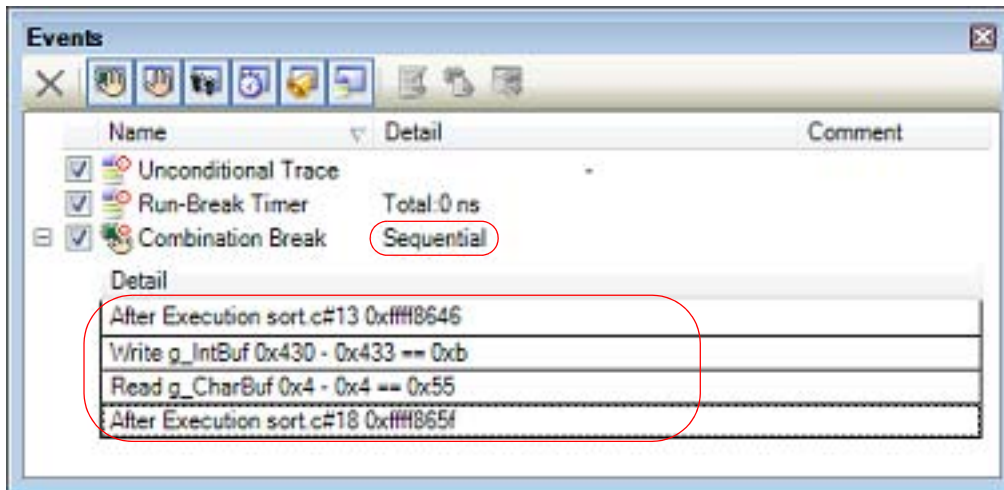 Events
Name Detail Comment
Unconditional Trace -
Run-Break Timer Total:0 ns
Combination Break Sequential
Detail
After Execution sort.c#13 0xffff8646
Write g_IntBuf 0x430 - 0x433 == 0xb
Read g_CharBuf 0x4 - 0x4 == 0x55
After Execution sort.c#18 0xffff865f